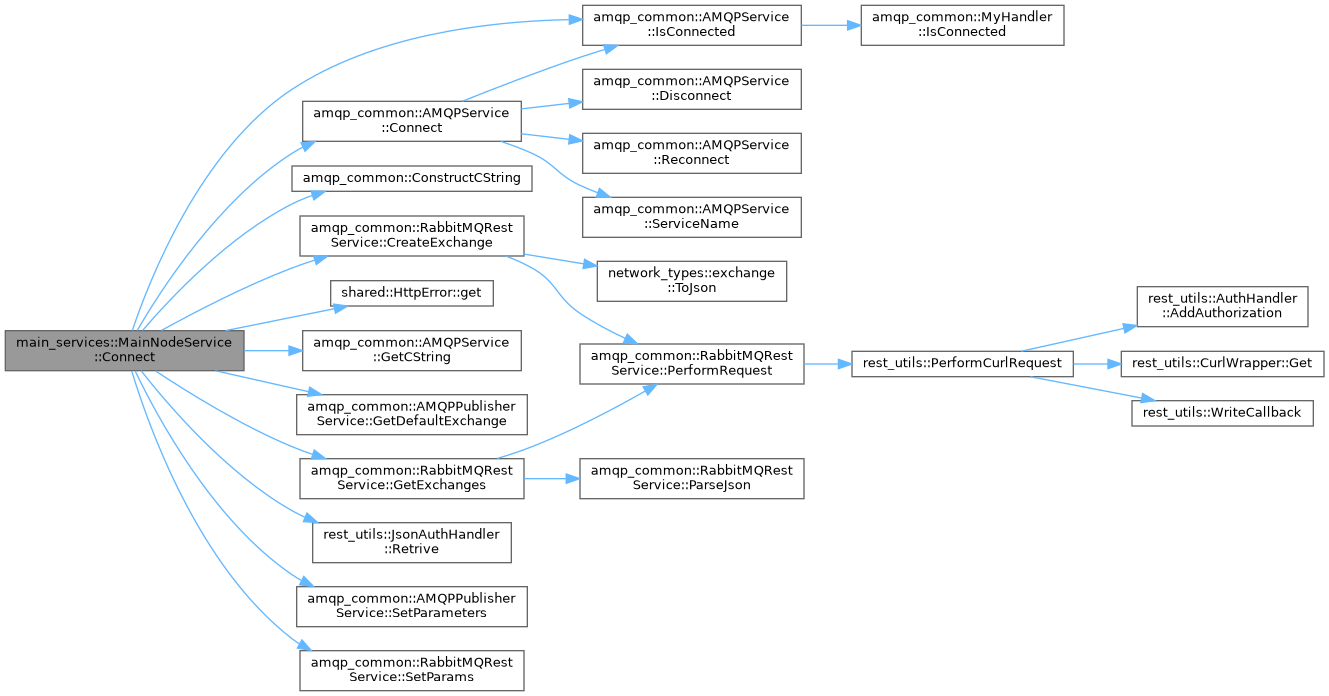 main_services::MainNodeService
::Connect
amqp_common::AMQPService
::IsConnected
amqp_common::MyHandler
::IsConnected
amqp_common::AMQPService
::Connect
amqp_common::AMQPService
::Disconnect
amqp_common::AMQPService
::Reconnect
amqp_common::AMQPService
::ServiceName
amqp_common::ConstructCString
amqp_common::RabbitMQRest
Service::CreateExchange
network_types::exchange
::ToJson
amqp_common::RabbitMQRest
Service::PerformRequest
rest_utils::PerformCurlRequest
rest_utils::AuthHandler
::AddAuthorization
rest_utils::CurlWrapper::Get
rest_utils::WriteCallback
shared::HttpError::get
amqp_common::AMQPService
::GetCString
amqp_common::AMQPPublisher
Service::GetDefaultExchange
amqp_common::RabbitMQRest
Service::GetExchanges
amqp_common::RabbitMQRest
Service::ParseJson
rest_utils::JsonAuthHandler
::Retrive
amqp_common::AMQPPublisher
Service::SetParameters
amqp_common::RabbitMQRest
Service::SetParams